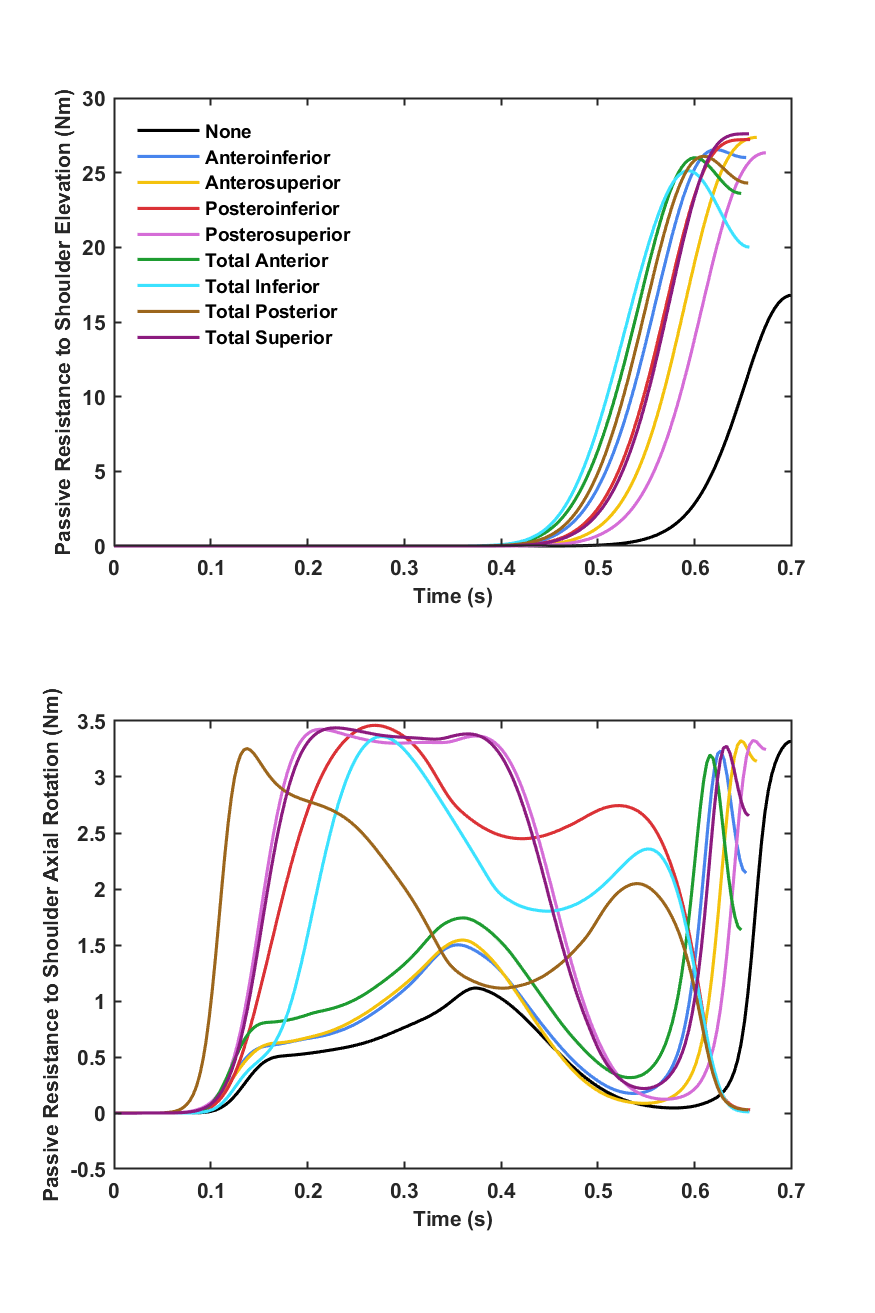 Passive Resistance to Shoulder Elevation (Nm)
30
25
20
15
10
5
0
None
Anteroinferior
Anterosuperior
Posteroinferior
Posterosuperior
Total Anterior
Total Inferior
Total Posterior
Total Superior
0 0.1 0.2 0.3 0.4 0.5 0.6 0.7
Time (s)
Passive Resistance to Shoulder Axial Rotation (Nm)
3.5
3
2.5
2
1.5
1
0.5
0
-0.5
0 0.1 0.2 0.3 0.4 0.5 0.6 0.7
Time (s)